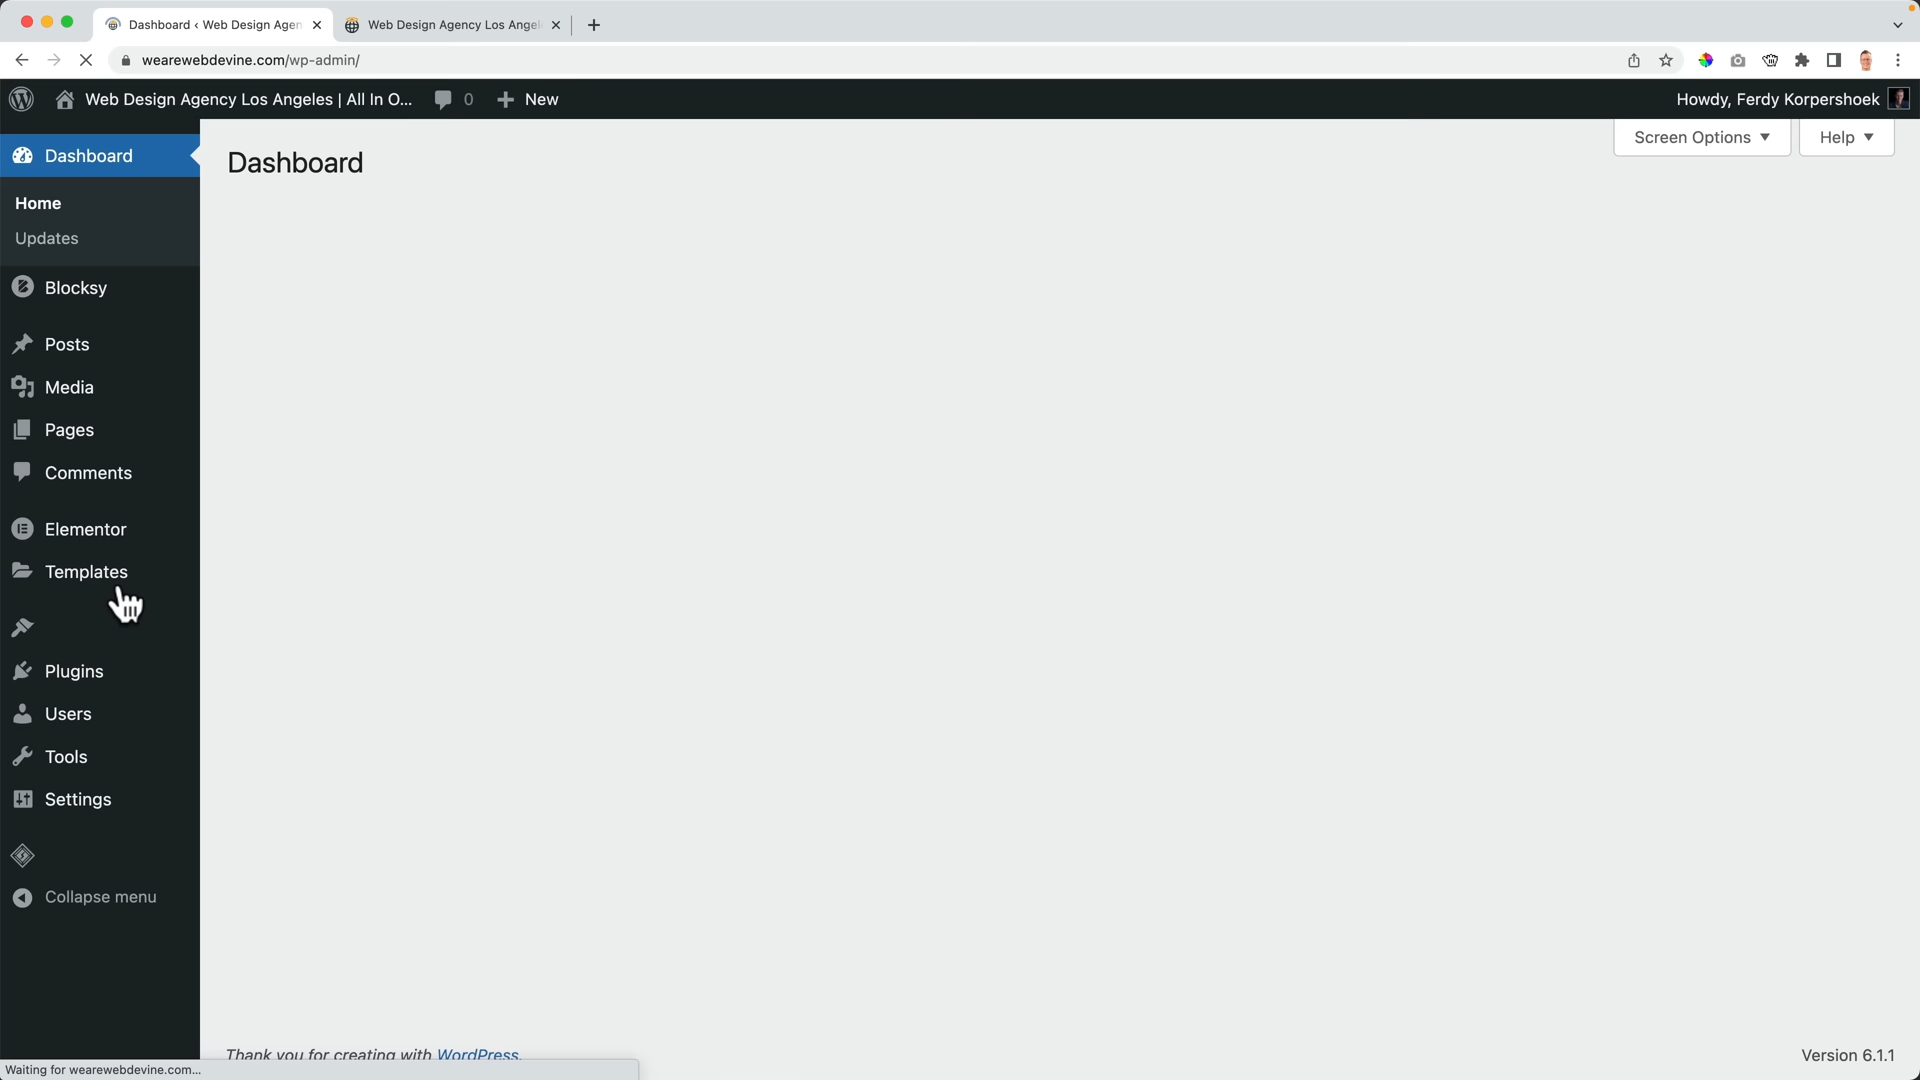 Dashboard ‹ Web Design Agen
Web Design Agency Los Angel
wearewebdevine.com/wp-admin/
Web Design Agency Los Angeles | All In O...
0
New
Howdy, Ferdy Korpershoek
Screen Options
Help
Dashboard
Dashboard
Home
Updates
Blocksy
Posts
Media
Pages
Comments
Elementor
Templates
Plugins
Users
Tools
Settings
Collapse menu
Thank you for creating with WordPress.
Version 6.1.1
Waiting for wearewebdevine.com...